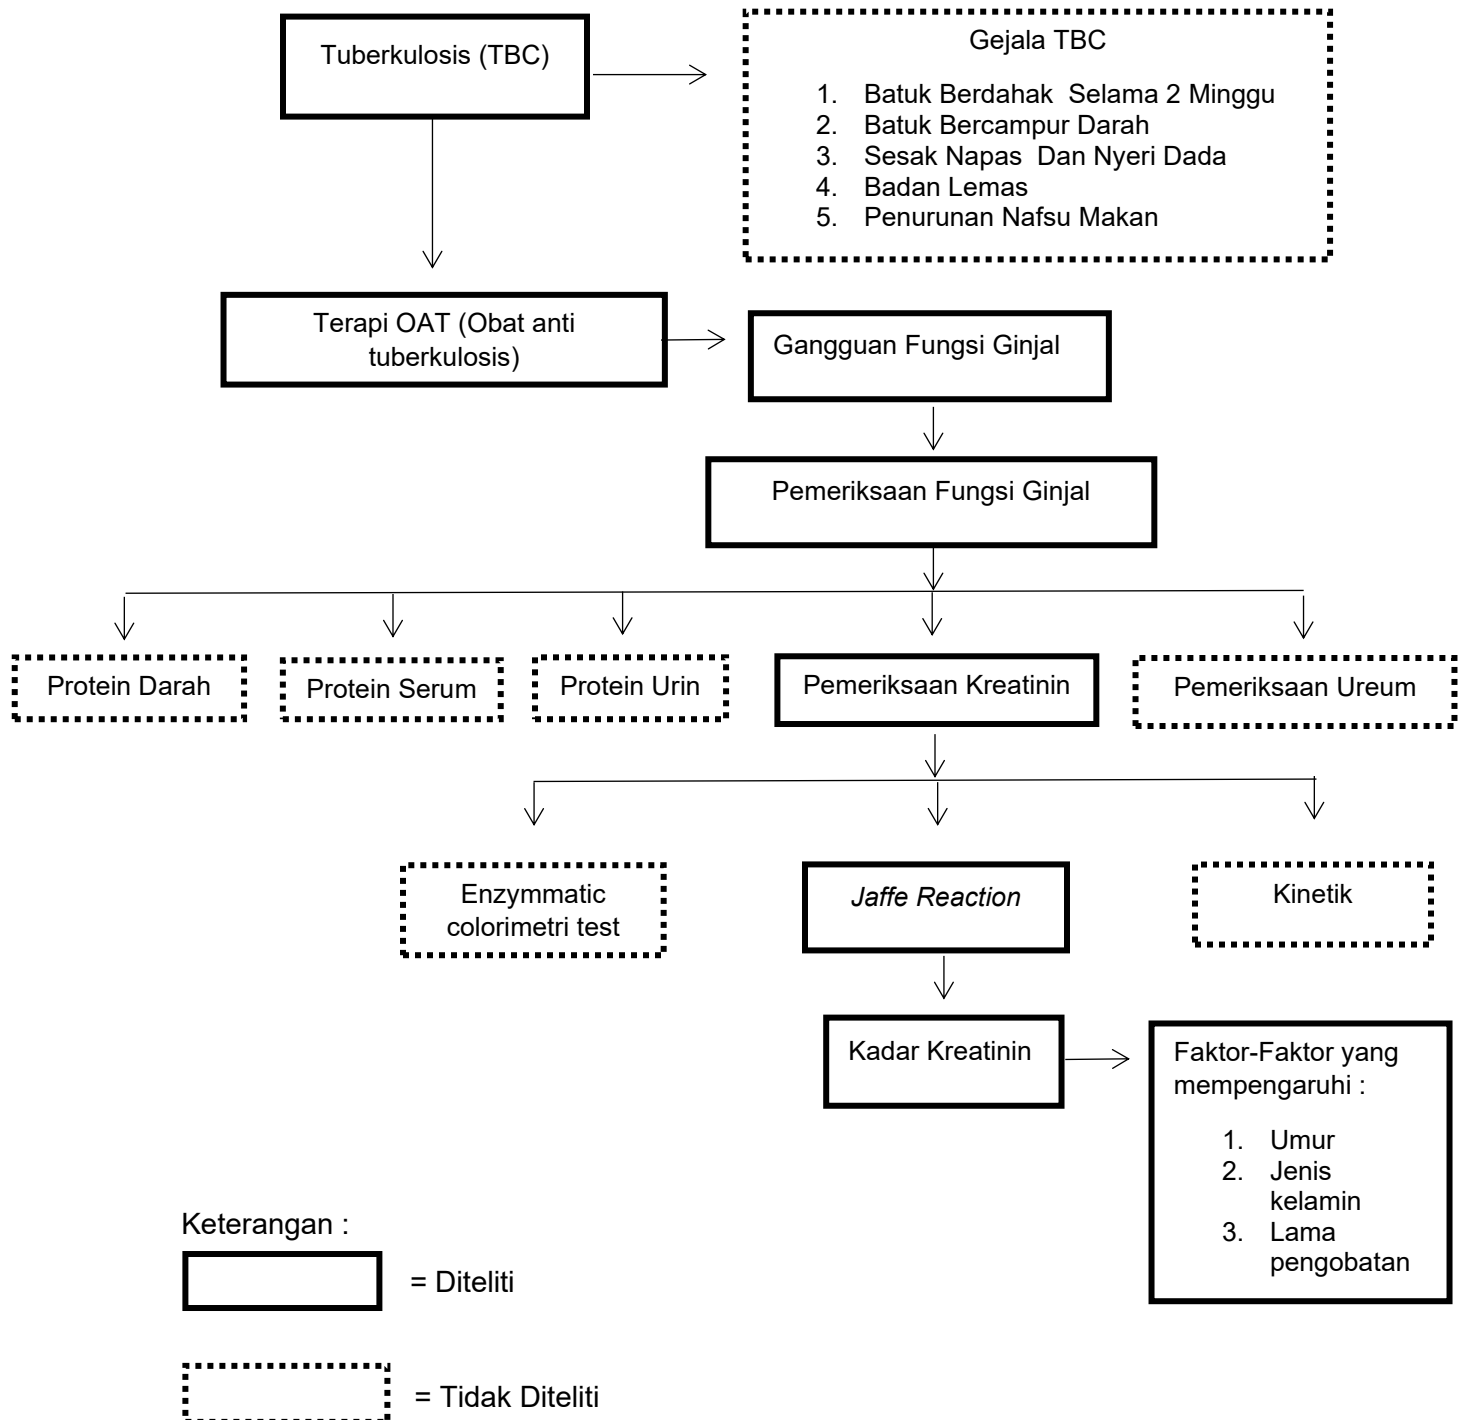 Tuberkulosis (TBC)
Gejala TBC
1. Batuk Berdahak Selama 2 Minggu
2. Batuk Bercampur Darah
3. Sesak Napas Dan Nyeri Dada
4. Badan Lemas
5. Penurunan Nafsu Makan
Terapi OAT (Obat anti
tuberkulosis)
Gangguan Fungsi Ginjal
Pemeriksaan Fungsi Ginjal
Protein Darah
Protein Serum
Protein Urin
Pemeriksaan Kreatinin
Pemeriksaan Ureum
Enzymmatic
colorimetri test
Jaffe Reaction
Kinetik
Kadar Kreatinin
Faktor-Faktor yang
mempengaruhi :
1. Umur
2. Jenis
kelamin
3. Lama
pengobatan
Keterangan :
= Diteliti
= Tidak Diteliti